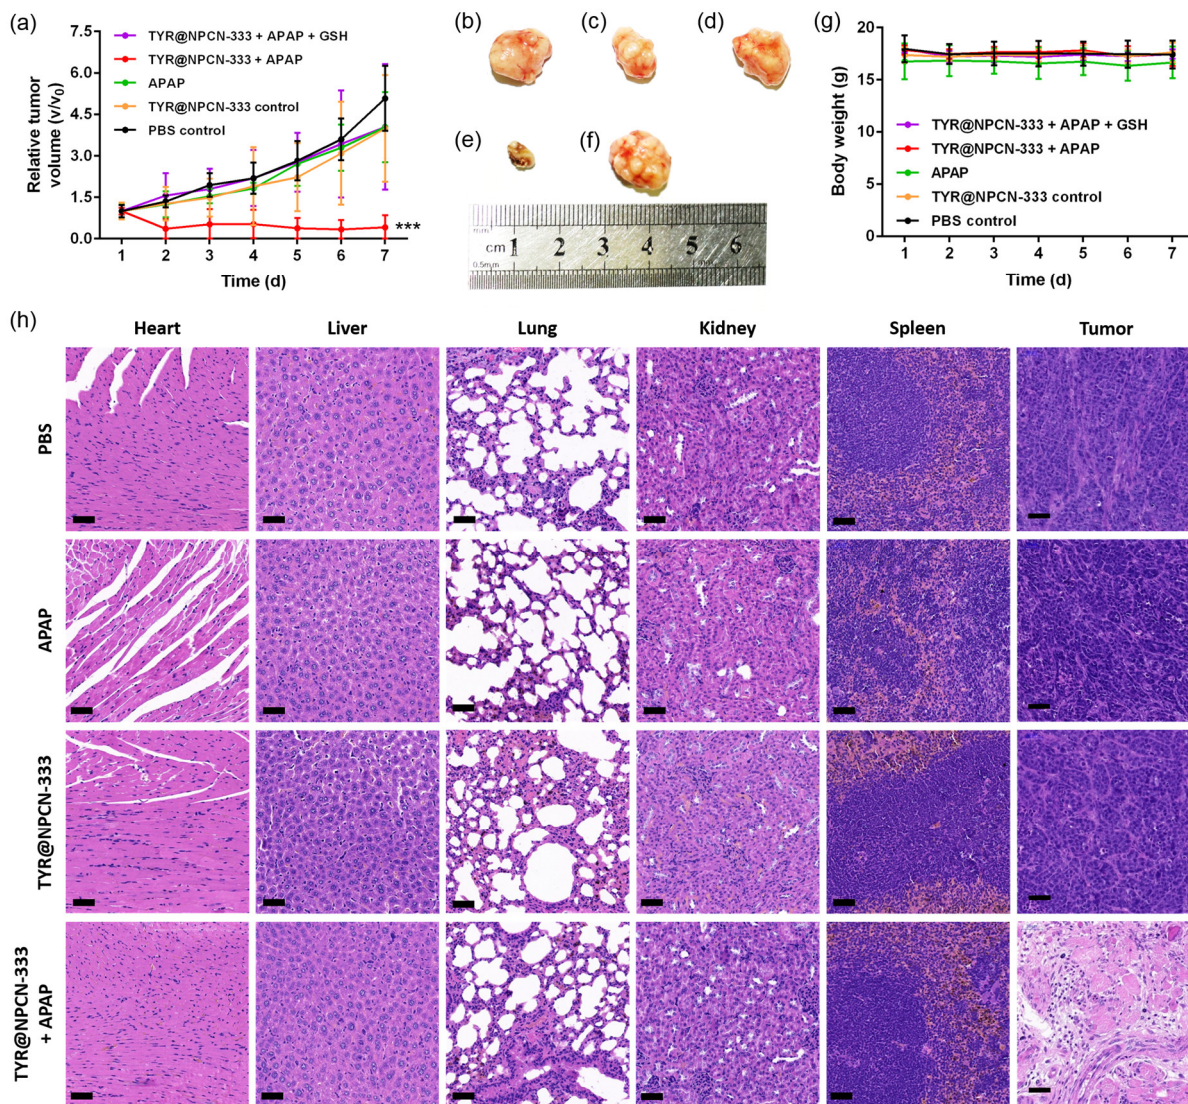 (a)
7.5
6.0
4.5
3.0
1.5
0.0
Relative tumor
volume (v/v₀)
TYR@NPCN-333 + APAP + GSH
TYR@NPCN-333 + APAP
APAP
TYR@NPCN-333 control
PBS control
***
1 2 3 4 5 6 7
Time (d)
(b) (c) (d)
(e) (f)
mm
cm 1 2 3 4 5 6
0.5mm
(g)
20
15
10
5
0
Body weight (g)
TYR@NPCN-333 + APAP + GSH
TYR@NPCN-333 + APAP
APAP
TYR@NPCN-333 control
PBS control
1 2 3 4 5 6 7
Time (d)
(h)
Heart Liver Lung Kidney Spleen Tumor
PBS
APAP
TYR@NPCN-333
TYR@NPCN-333
+ APAP